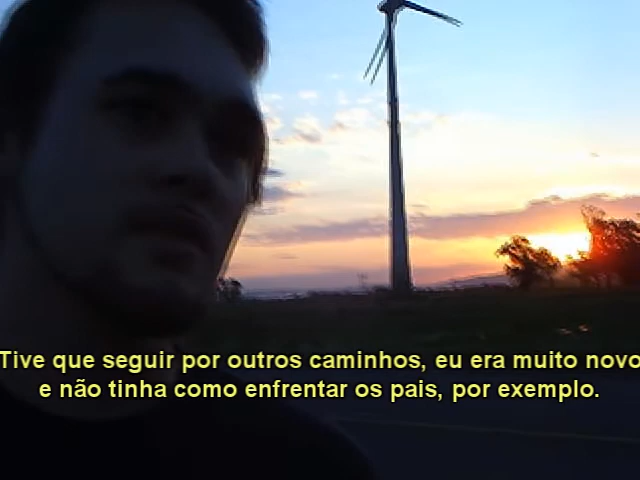 Tive que seguir por outros caminhos, eu era muito novo
e não tinha como enfrentar os pais, por exemplo.